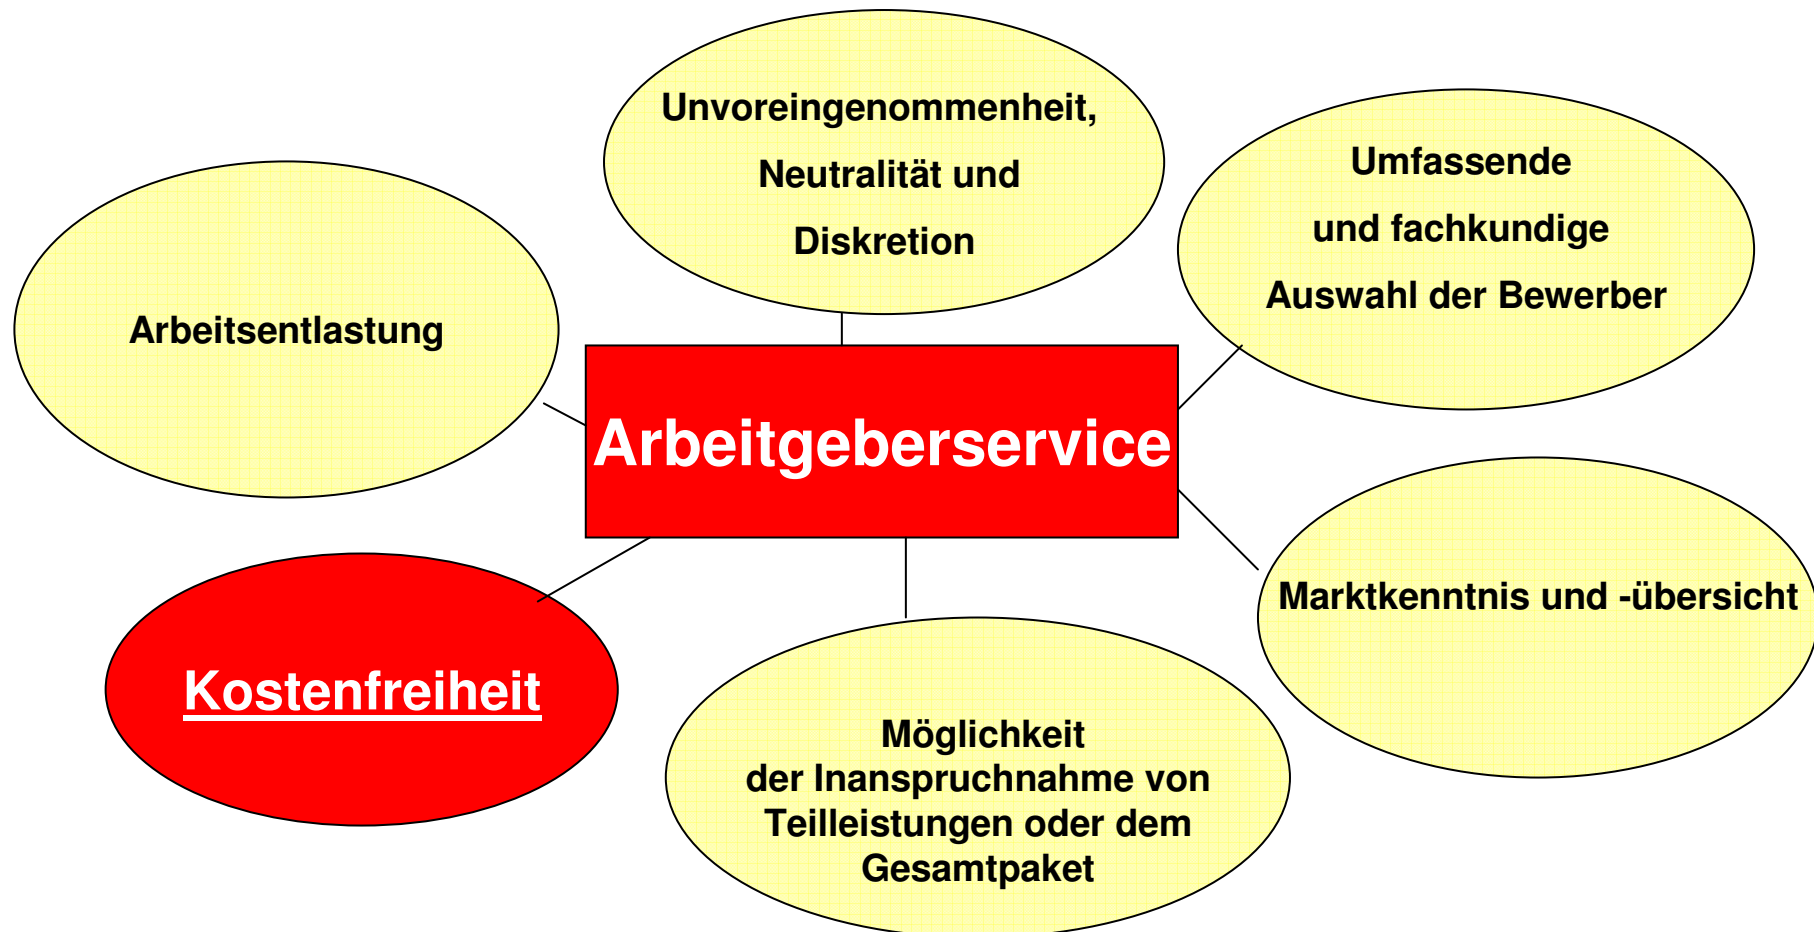 Unvoreingenommenheit,
Neutralität und
Diskretion
Umfassende
und fachkundige
Auswahl der Bewerber
Arbeitsentlastung
Arbeitgeberservice
Marktkenntnis und -übersicht
Kostenfreiheit
Möglichkeit
der Inanspruchnahme von
Teilleistungen oder dem
Gesamtpaket